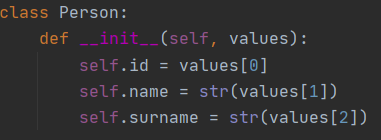 class Person:
    def __init__(self, values):
        self.id = values[0]
        self.name = str(values[1])
        self.surname = str(values[2])